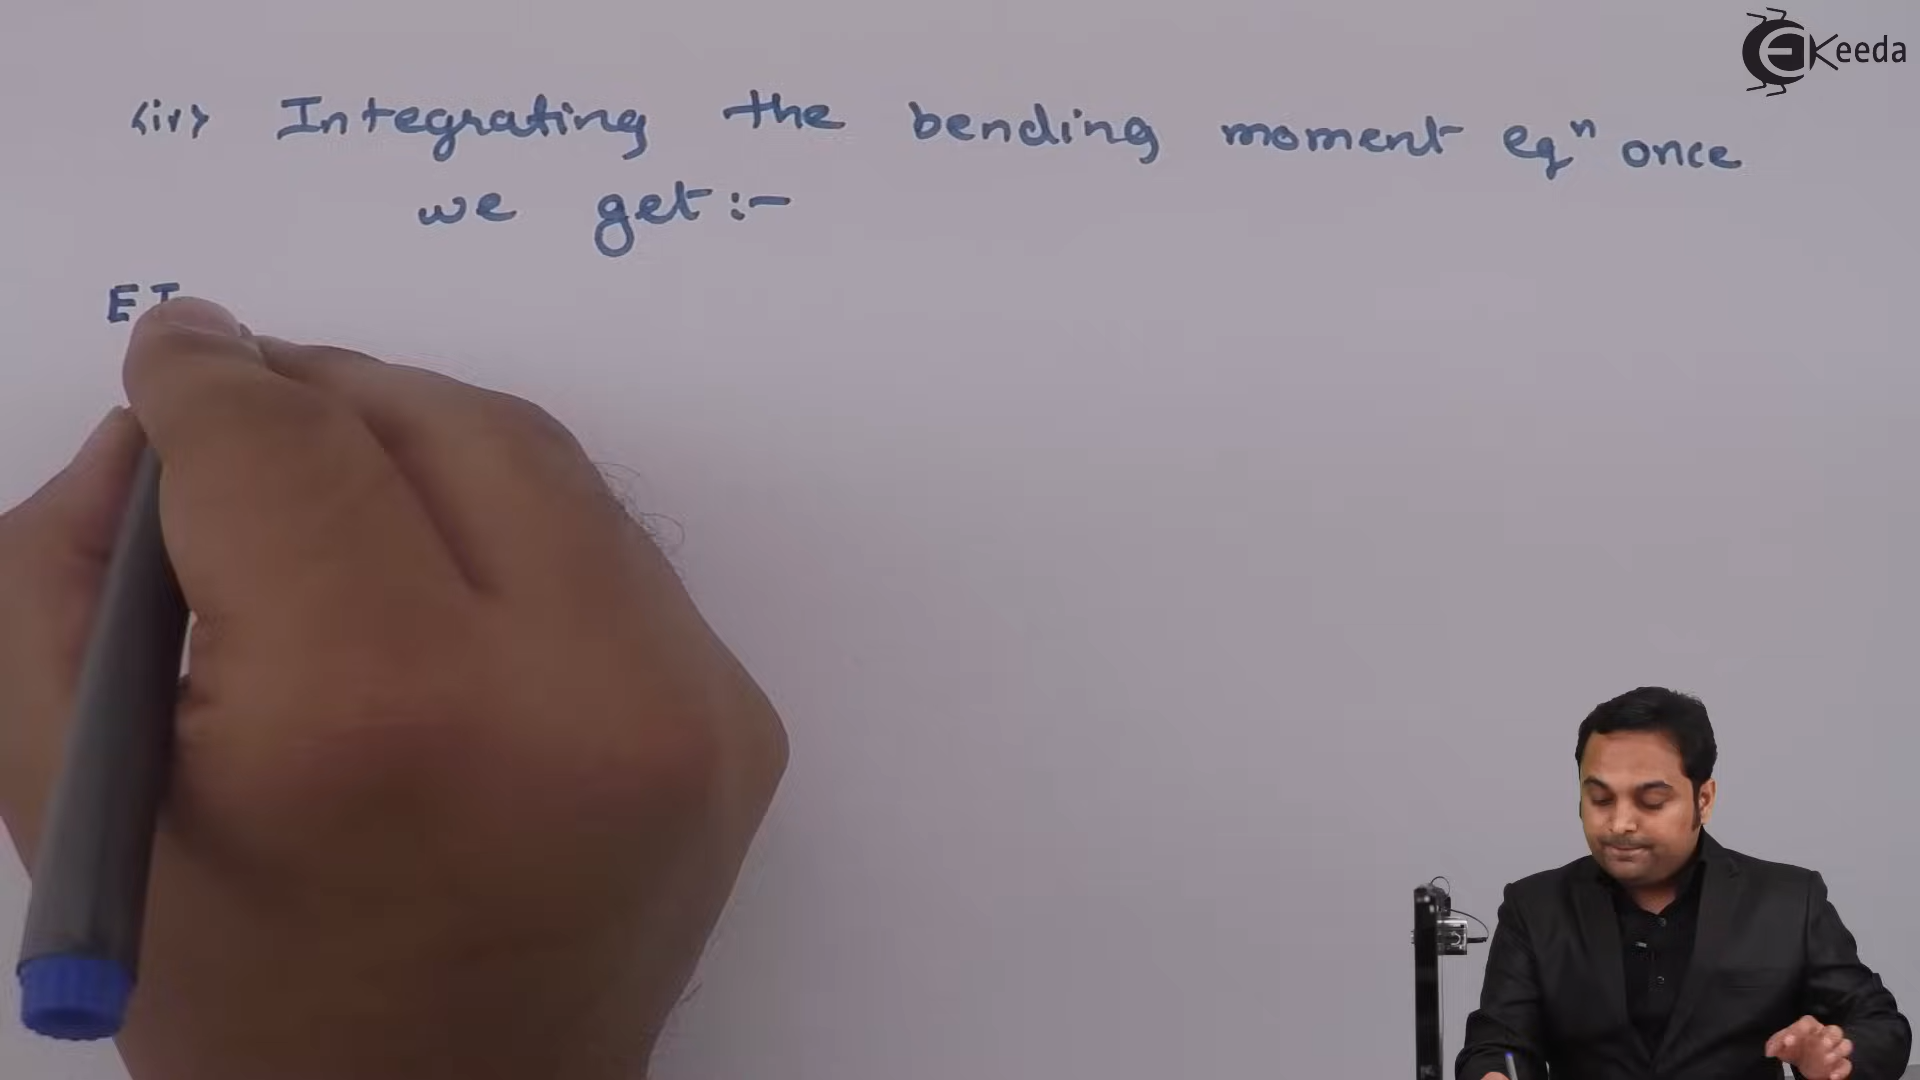 EKeeda
<iv> Integrating the bending moment eqⁿ once
we get:-
EI